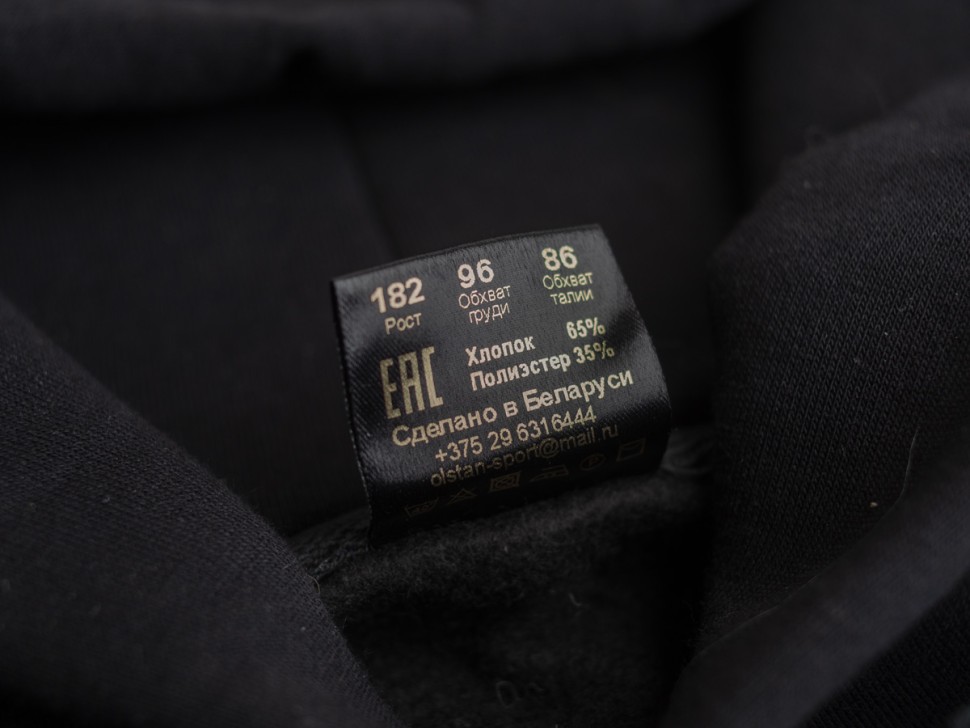 182 96 86
Рост Обхват груди Обхват талии
ЕАС
Хлопок 65%
Полиэстер 35%
Сделано в Беларуси
+375 29 6316444
olstan-sport@mail.ru